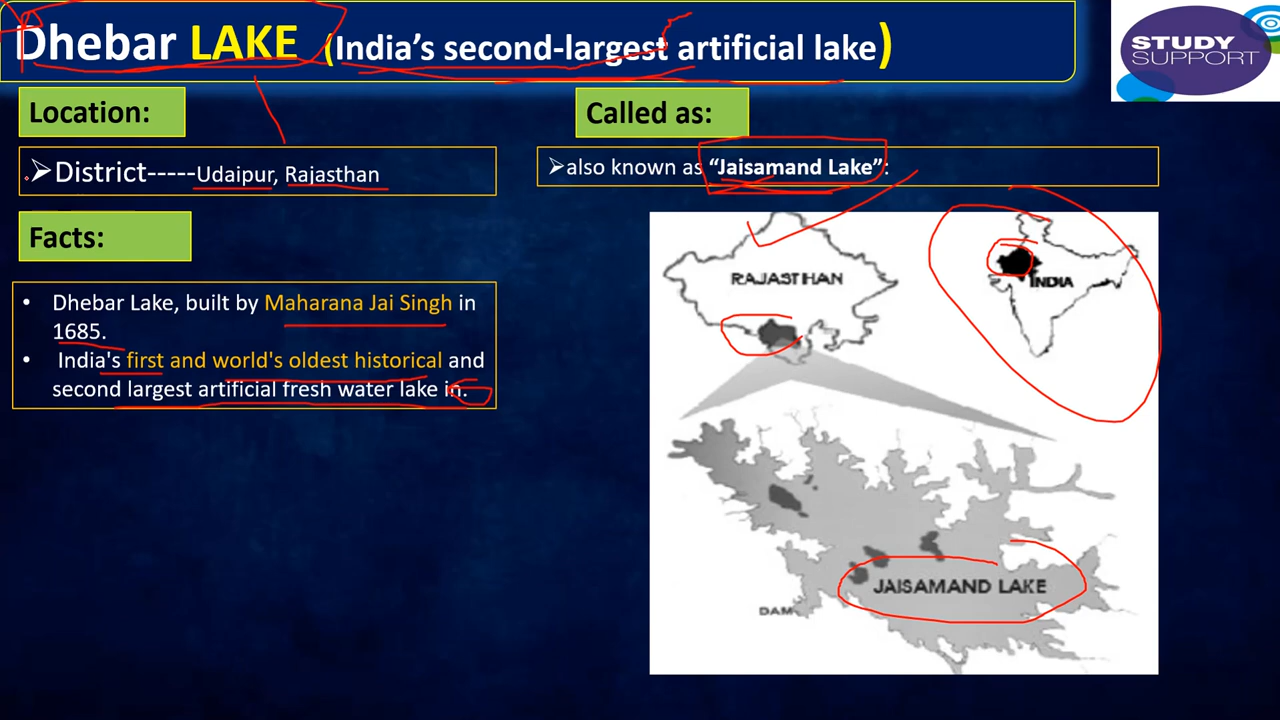 Dhebar LAKE (India's second-largest artificial lake)
STUDY
SUPPORT
Location:
➢District-----Udaipur, Rajasthan
Called as:
➢also known as “Jaisamand Lake”:
Facts:
• Dhebar Lake, built by Maharana Jai Singh in
1685.
• India's first and world's oldest historical and
second largest artificial fresh water lake in.
RAJASTHAN
INDIA
JAISAMAND LAKE
DAM